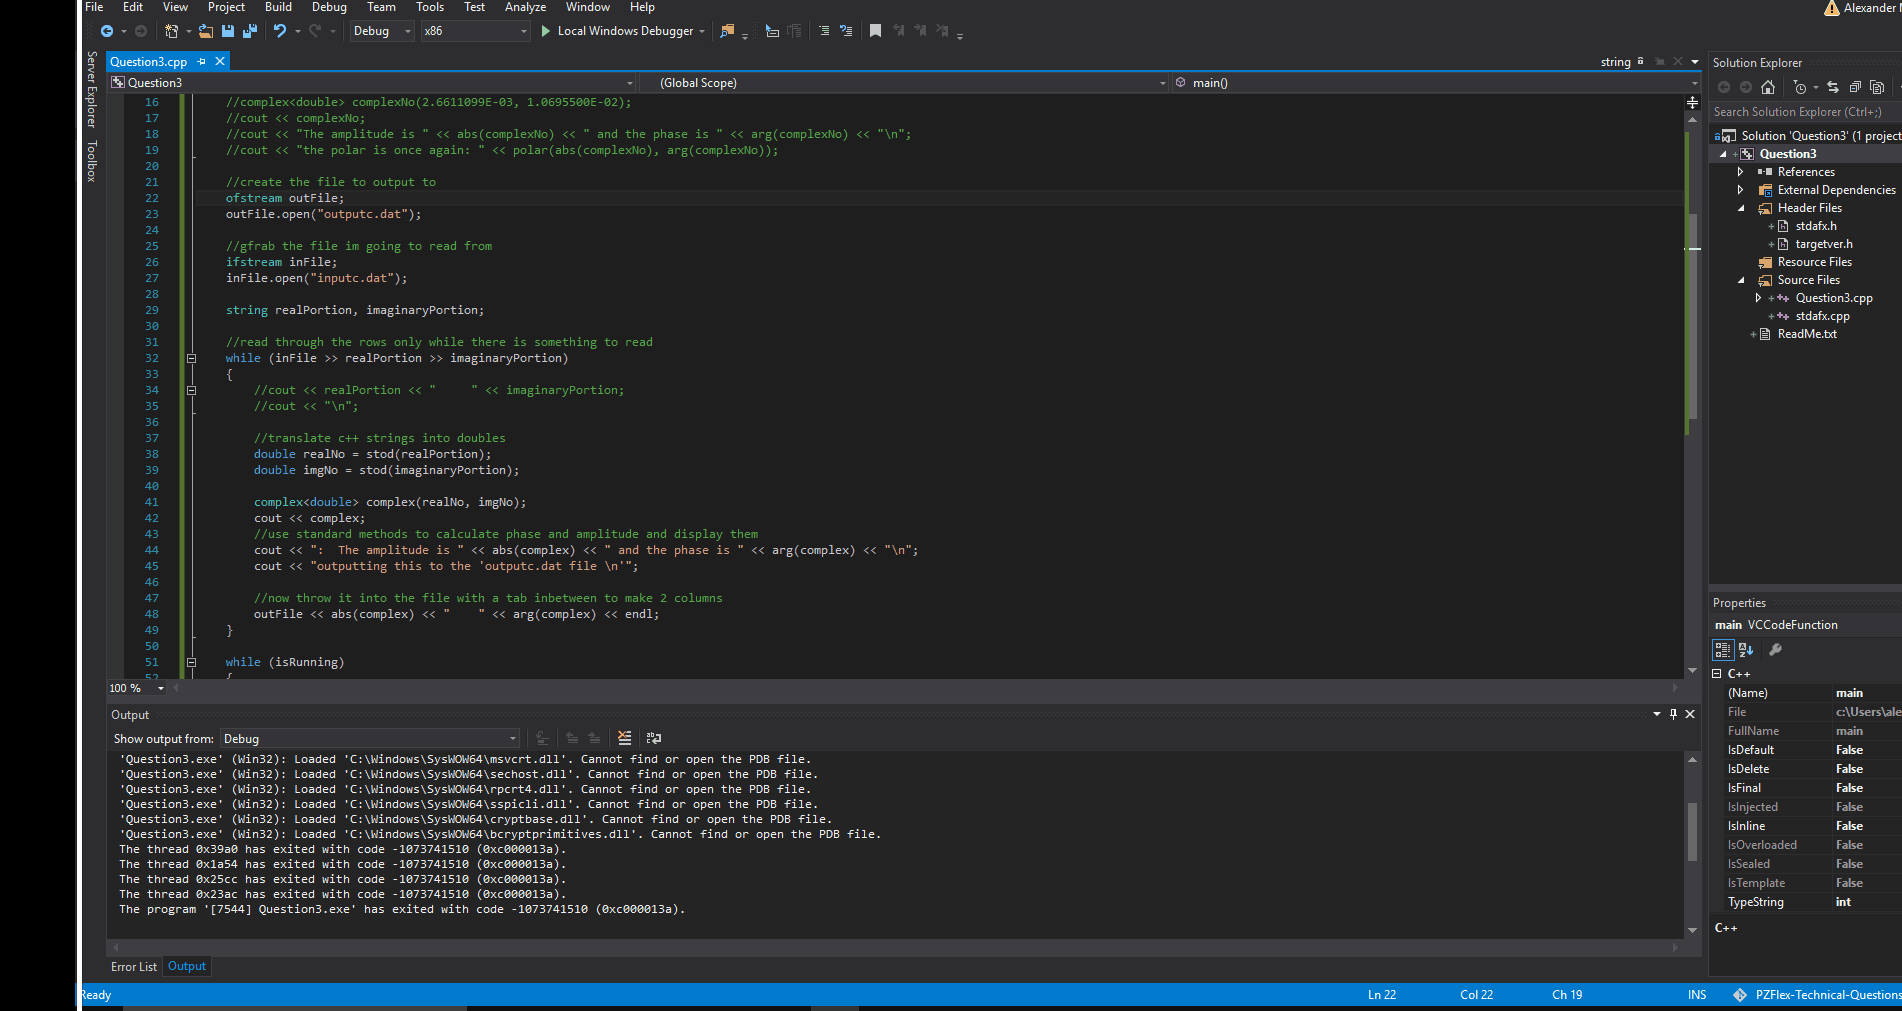 File Edit View Project Build Debug Team Tools Test Analyze Window Help
Alexander
Debug x86 Local Windows Debugger
Server Explorer
Toolbox
Question3.cpp
string
Question3 (Global Scope) main()
16 //complex<double> complexNo(2.6611099E-03, 1.0695500E-02);
17 //cout << complexNo;
18 //cout << "The amplitude is " << abs(complexNo) << " and the phase is " << arg(complexNo) << "\n";
19 //cout << "the polar is once again: " << polar(abs(complexNo), arg(complexNo));
20
21 //create the file to output to
22 ofstream outFile;
23 outFile.open("outputc.dat");
24
25 //gfrab the file im going to read from
26 ifstream inFile;
27 inFile.open("inputc.dat");
28
29 string realPortion, imaginaryPortion;
30
31 //read through the rows only while there is something to read
32 while (inFile >> realPortion >> imaginaryPortion)
33 {
34 //cout << realPortion << "     " << imaginaryPortion;
35 //cout << "\n";
36
37 //translate c++ strings into doubles
38 double realNo = stod(realPortion);
39 double imgNo = stod(imaginaryPortion);
40
41 complex<double> complex(realNo, imgNo);
42 cout << complex;
43 //use standard methods to calculate phase and amplitude and display them
44 cout << ":  The amplitude is " << abs(complex) << " and the phase is " << arg(complex) << "\n";
45 cout << "outputting this to the 'outputc.dat file \n'";
46
47 //now throw it into the file with a tab inbetween to make 2 columns
48 outFile << abs(complex) << "    " << arg(complex) << endl;
49 }
50
51 while (isRunning)
52 {
100 %
Output
Show output from: Debug
'Question3.exe' (Win32): Loaded 'C:\Windows\SysWOW64\msvcrt.dll'. Cannot find or open the PDB file.
'Question3.exe' (Win32): Loaded 'C:\Windows\SysWOW64\sechost.dll'. Cannot find or open the PDB file.
'Question3.exe' (Win32): Loaded 'C:\Windows\SysWOW64\rpcrt4.dll'. Cannot find or open the PDB file.
'Question3.exe' (Win32): Loaded 'C:\Windows\SysWOW64\sspicli.dll'. Cannot find or open the PDB file.
'Question3.exe' (Win32): Loaded 'C:\Windows\SysWOW64\cryptbase.dll'. Cannot find or open the PDB file.
'Question3.exe' (Win32): Loaded 'C:\Windows\SysWOW64\bcryptprimitives.dll'. Cannot find or open the PDB file.
The thread 0x39a0 has exited with code -1073741510 (0xc000013a).
The thread 0x1a54 has exited with code -1073741510 (0xc000013a).
The thread 0x25cc has exited with code -1073741510 (0xc000013a).
The thread 0x23ac has exited with code -1073741510 (0xc000013a).
The program '[7544] Question3.exe' has exited with code -1073741510 (0xc000013a).
Error List Output
Solution Explorer
Search Solution Explorer (Ctrl+;)
Solution 'Question3' (1 project
Question3
References
External Dependencies
Header Files
stdafx.h
targetver.h
Resource Files
Source Files
Question3.cpp
stdafx.cpp
ReadMe.txt
Properties
main VCCodeFunction
C++
(Name) main
File c:\Users\ale
FullName main
IsDefault False
IsDelete False
IsFinal False
IsInjected False
IsInline False
IsOverloaded False
IsSealed False
IsTemplate False
TypeString int
C++
Ready Ln 22 Col 22 Ch 19 INS PZFlex-Technical-Questions